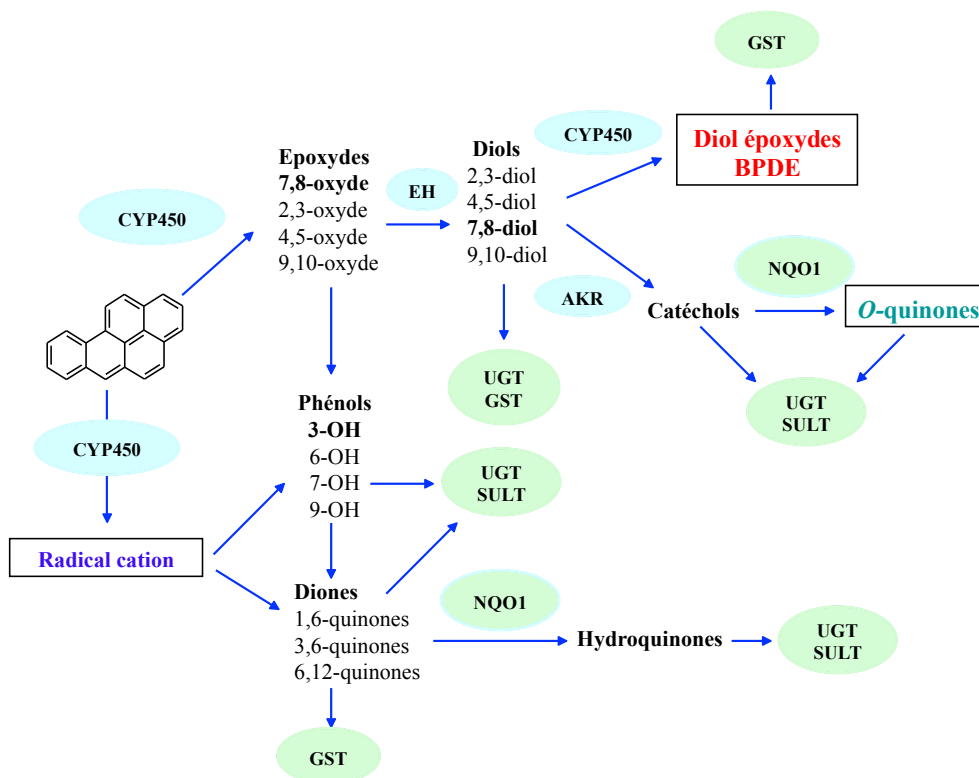 GST
CYP450
Diol époxydes
BPDE
Epoxydes
7,8-oxyde
2,3-oxyde
4,5-oxyde
9,10-oxyde
EH
Diols
2,3-diol
4,5-diol
7,8-diol
9,10-diol
CYP450
AKR
Catéchols
NQO1
O-quinones
UGT
GST
UGT
SULT
CYP450
Phénols
3-OH
6-OH
7-OH
9-OH
UGT
SULT
Radical cation
Diones
1,6-quinones
3,6-quinones
6,12-quinones
NQO1
Hydroquinones
UGT
SULT
GST